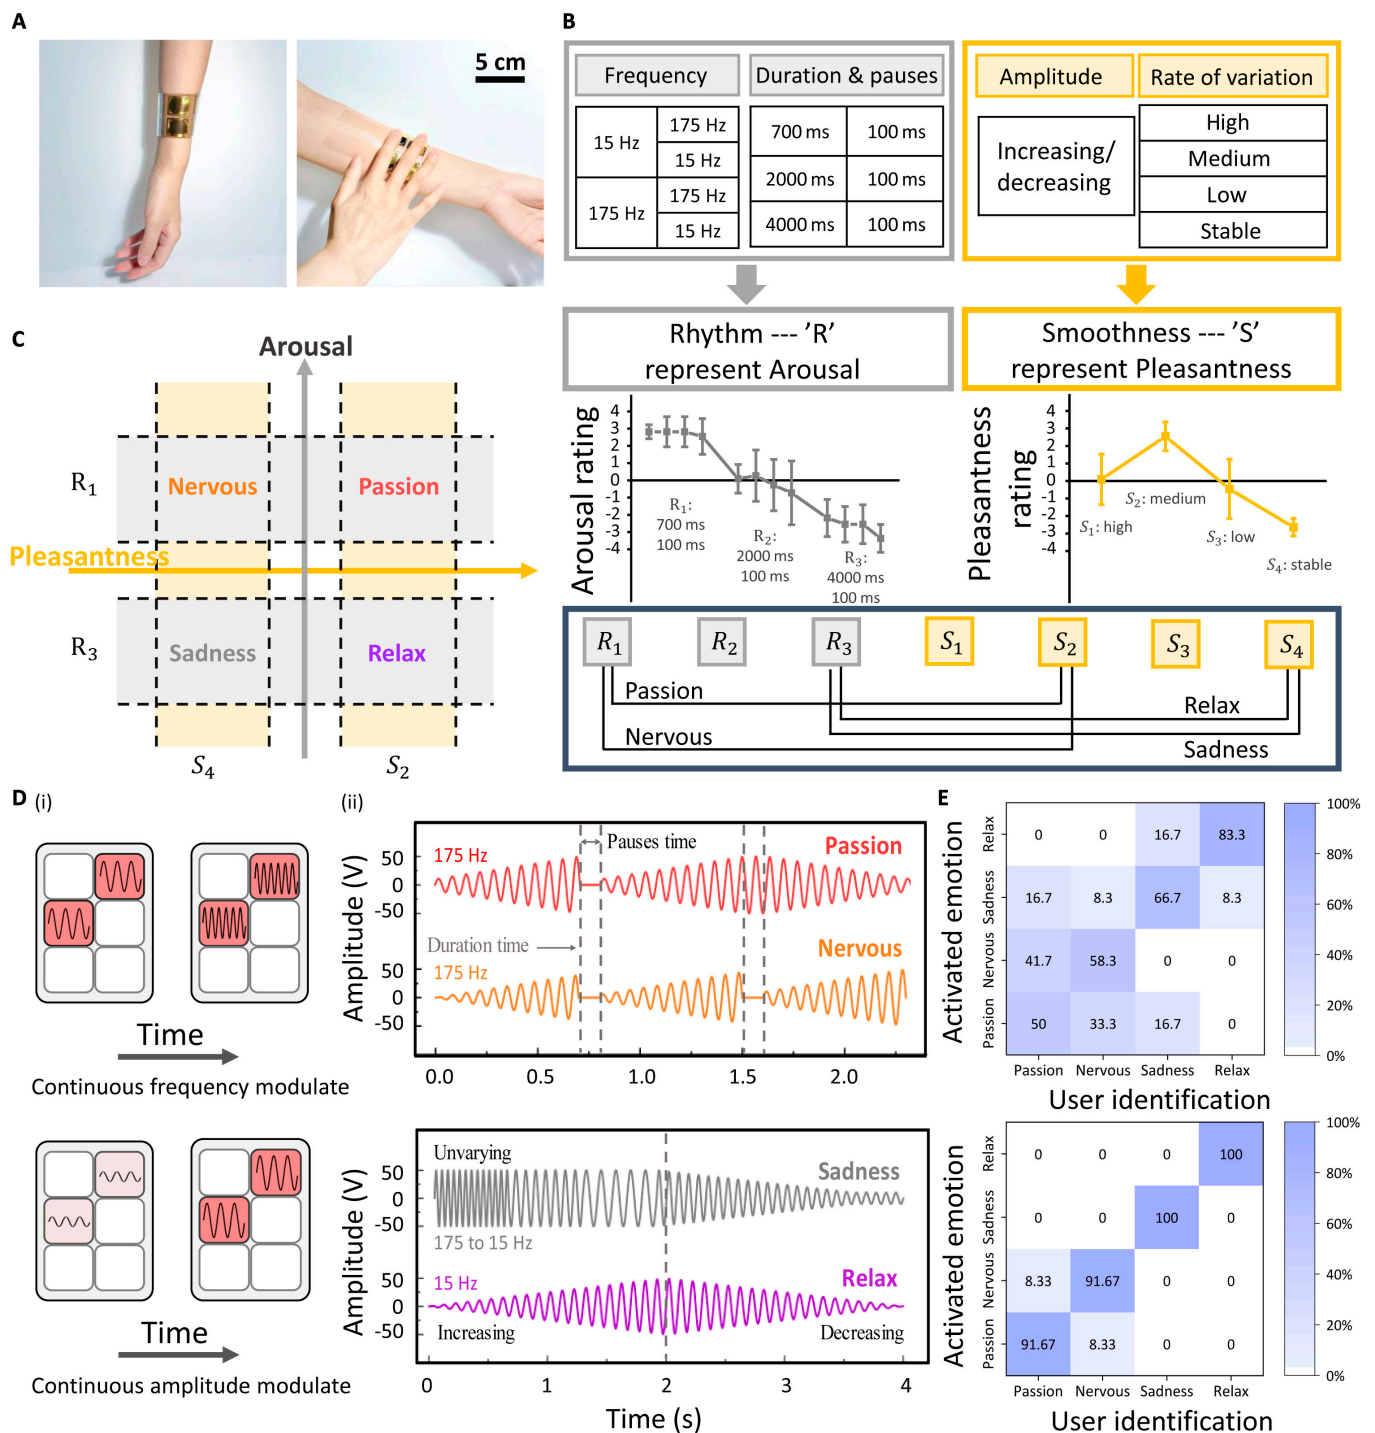 A
5 cm
B
Frequency
Duration & pauses
Amplitude
Rate of variation
15 Hz
175 Hz
15 Hz
175 Hz
175 Hz
15 Hz
700 ms
100 ms
2000 ms
100 ms
4000 ms
100 ms
Increasing/
decreasing
High
Medium
Low
Stable
Rhythm --- 'R'
represent Arousal
Smoothness --- 'S'
represent Pleasantness
Arousal rating
4
3
2
1
0
-1
-2
-3
-4
R1:
700 ms
100 ms
R2:
2000 ms
100 ms
R3:
4000 ms
100 ms
Pleasantness
rating
4
3
2
1
0
-1
-2
-3
-4
S1: high
S2: medium
S3: low
S4: stable
R1
R2
R3
S1
S2
S3
S4
Passion
Relax
Nervous
Sadness
C
Arousal
R1
Nervous
Passion
Pleasantness
R3
Sadness
Relax
S4
S2
D
(i)
Time
Continuous frequency modulate
Time
Continuous amplitude modulate
(ii)
Amplitude (V)
50
0
-50
50
0
-50
175 Hz
Pauses time
Passion
Duration time
Nervous
175 Hz
0.0
0.5
1.0
1.5
2.0
Amplitude (V)
50
0
-50
50
0
-50
Unvarying
Sadness
175 to 15 Hz
15 Hz
Relax
Increasing
Decreasing
0
1
2
3
4
Time (s)
E
Activated emotion
Relax
Sadness
Nervous
Passion
0
0
16.7
83.3
16.7
8.3
66.7
8.3
41.7
58.3
0
0
50
33.3
16.7
0
Passion
Nervous
Sadness
Relax
User identification
100%
80%
60%
40%
20%
0%
Activated emotion
Relax
Sadness
Nervous
Passion
0
0
0
100
0
0
100
0
8.33
91.67
0
0
91.67
8.33
0
0
Passion
Nervous
Sadness
Relax
User identification
100%
80%
60%
40%
20%
0%